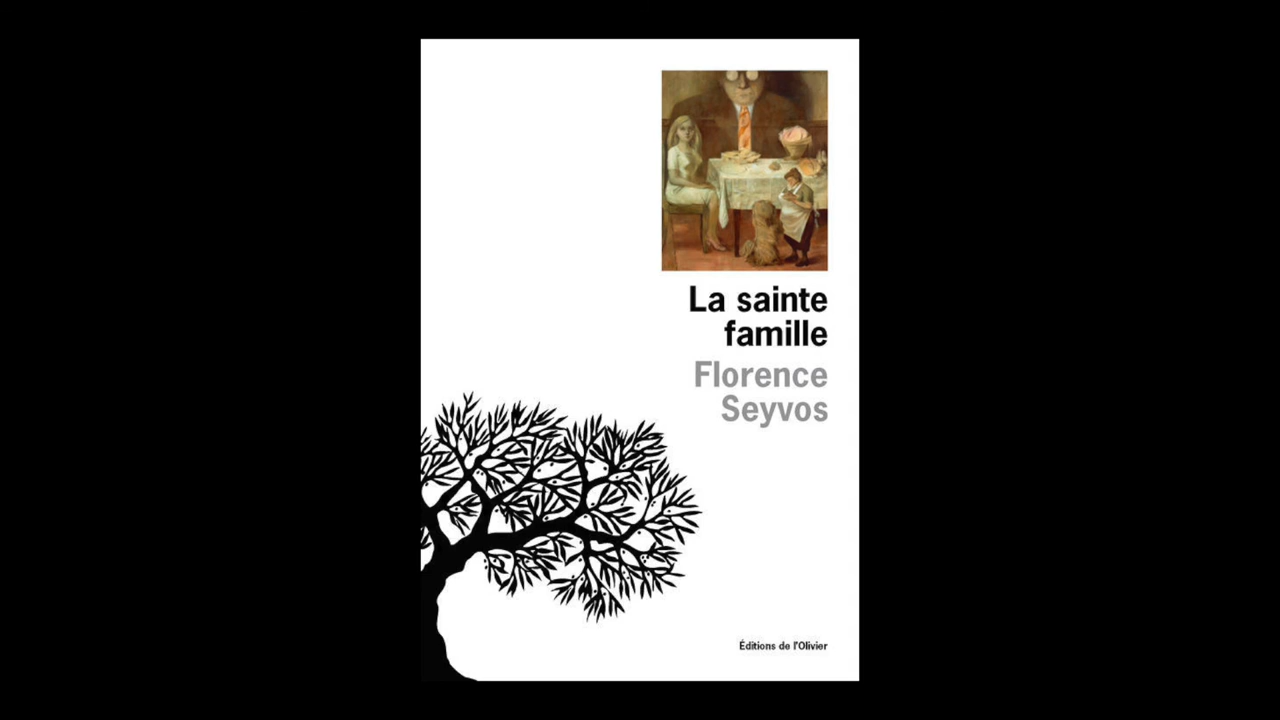 La sainte
famille
Florence
Seyvos
Éditions de l'Olivier